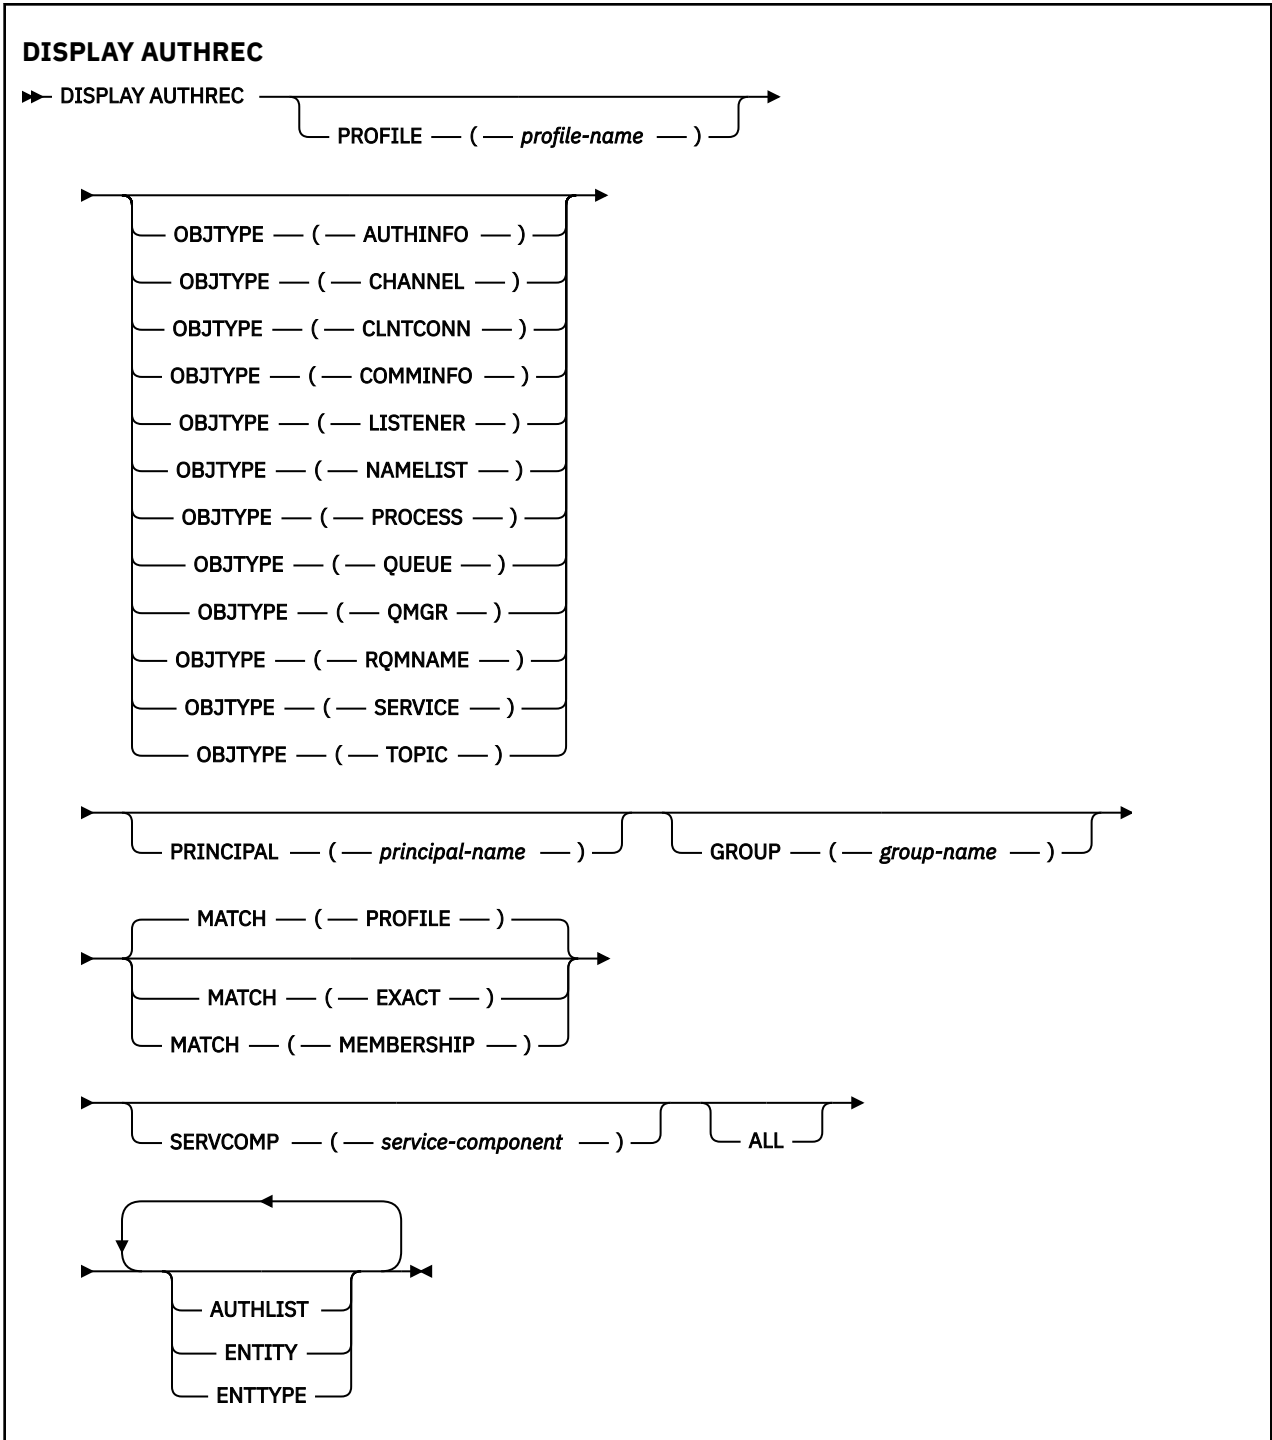 DISPLAY AUTHREC
DISPLAY AUTHREC
PROFILE ( profile-name )
OBJTYPE ( AUTHINFO )
OBJTYPE ( CHANNEL )
OBJTYPE ( CLNTCONN )
OBJTYPE ( COMMINFO )
OBJTYPE ( LISTENER )
OBJTYPE ( NAMELIST )
OBJTYPE ( PROCESS )
OBJTYPE ( QUEUE )
OBJTYPE ( QMGR )
OBJTYPE ( RQMNAME )
OBJTYPE ( SERVICE )
OBJTYPE ( TOPIC )
PRINCIPAL ( principal-name ) GROUP ( group-name )
MATCH ( PROFILE )
MATCH ( EXACT )
MATCH ( MEMBERSHIP )
SERVCOMP ( service-component ) ALL
AUTHLIST
ENTITY
ENTTYPE